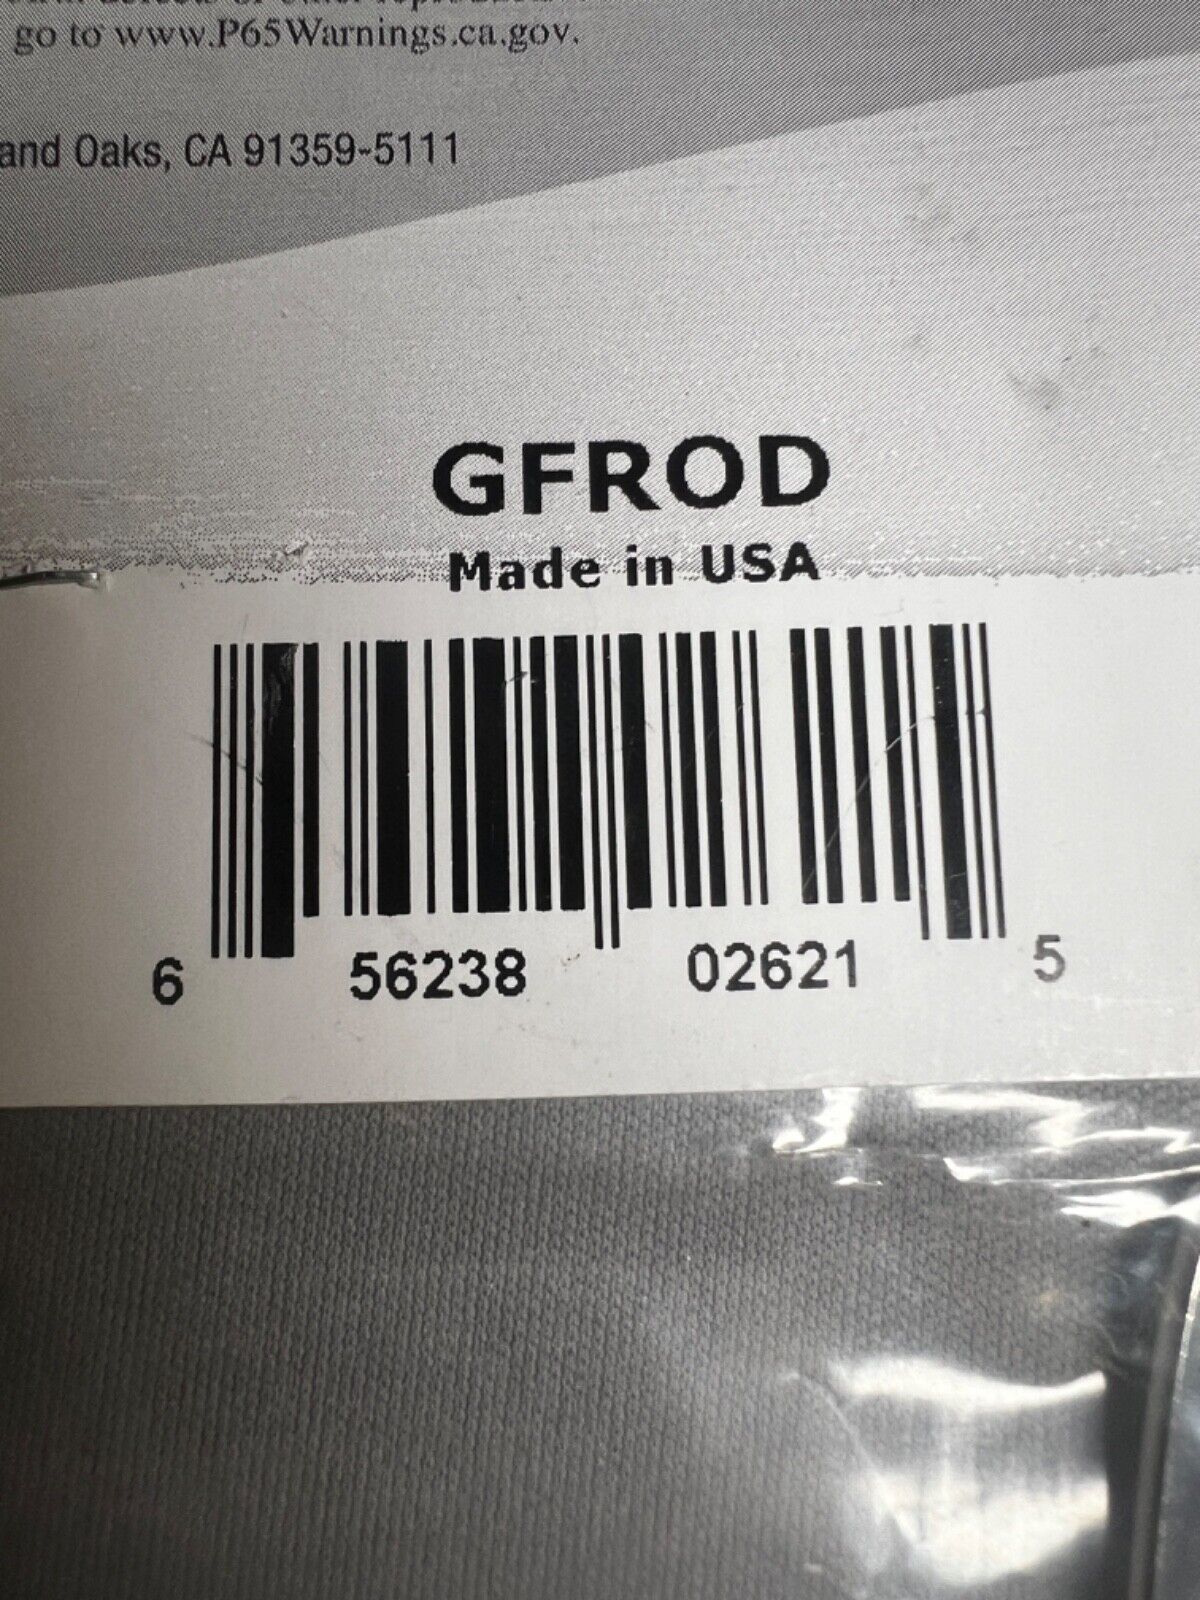 go to www.P65Warnings.ca.gov.
and Oaks, CA 91359-5111
GFROD
Made in USA
6 56238 02621 5